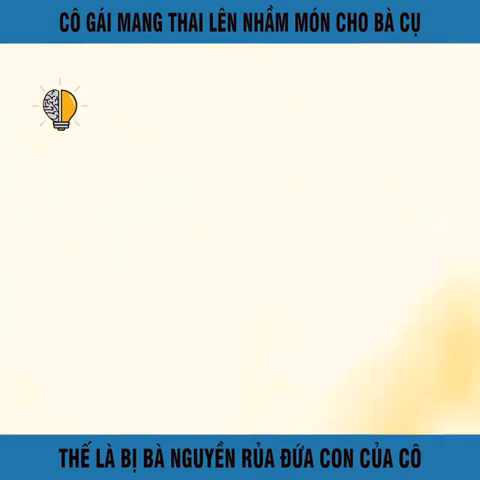 CÔ GÁI MANG THAI LÊN NHẦM MÓN CHO BÀ CỤ
THẾ LÀ BỊ BÀ NGUYỀN RỦA ĐỨA CON CỦA CÔ